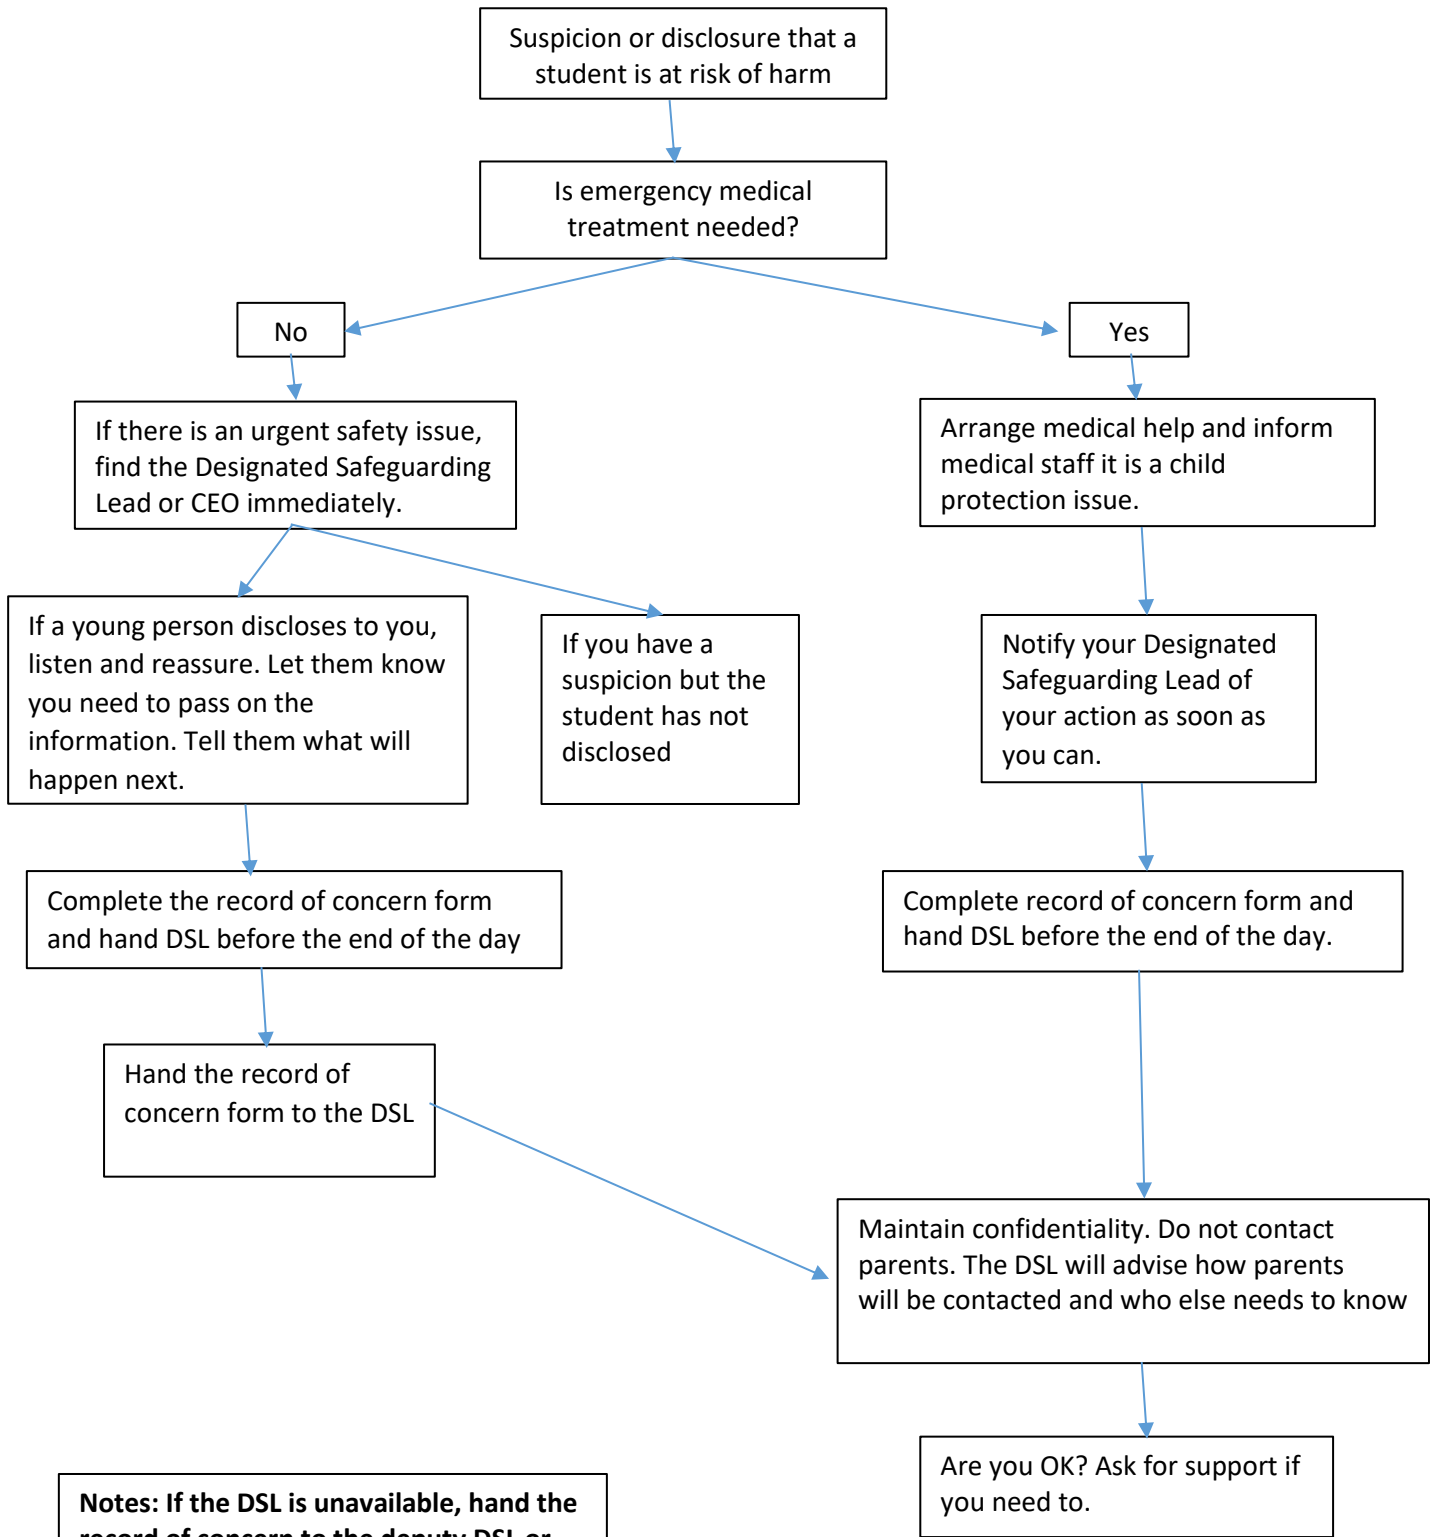 Suspicion or disclosure that a
student is at risk of harm
Is emergency medical
treatment needed?
No
Yes
If there is an urgent safety issue,
find the Designated Safeguarding
Lead or CEO immediately.
Arrange medical help and inform
medical staff it is a child
protection issue.
If a young person discloses to you,
listen and reassure. Let them know
you need to pass on the
information. Tell them what will
happen next.
If you have a
suspicion but the
student has not
disclosed
Notify your Designated
Safeguarding Lead of
your action as soon as
you can.
Complete the record of concern form
and hand DSL before the end of the day
Complete record of concern form and
hand DSL before the end of the day.
Hand the record of
concern form to the DSL
Maintain confidentiality. Do not contact
parents. The DSL will advise how parents
will be contacted and who else needs to know
Are you OK? Ask for support if
you need to.
Notes: If the DSL is unavailable, hand the
record of concern to the deputy DSL or